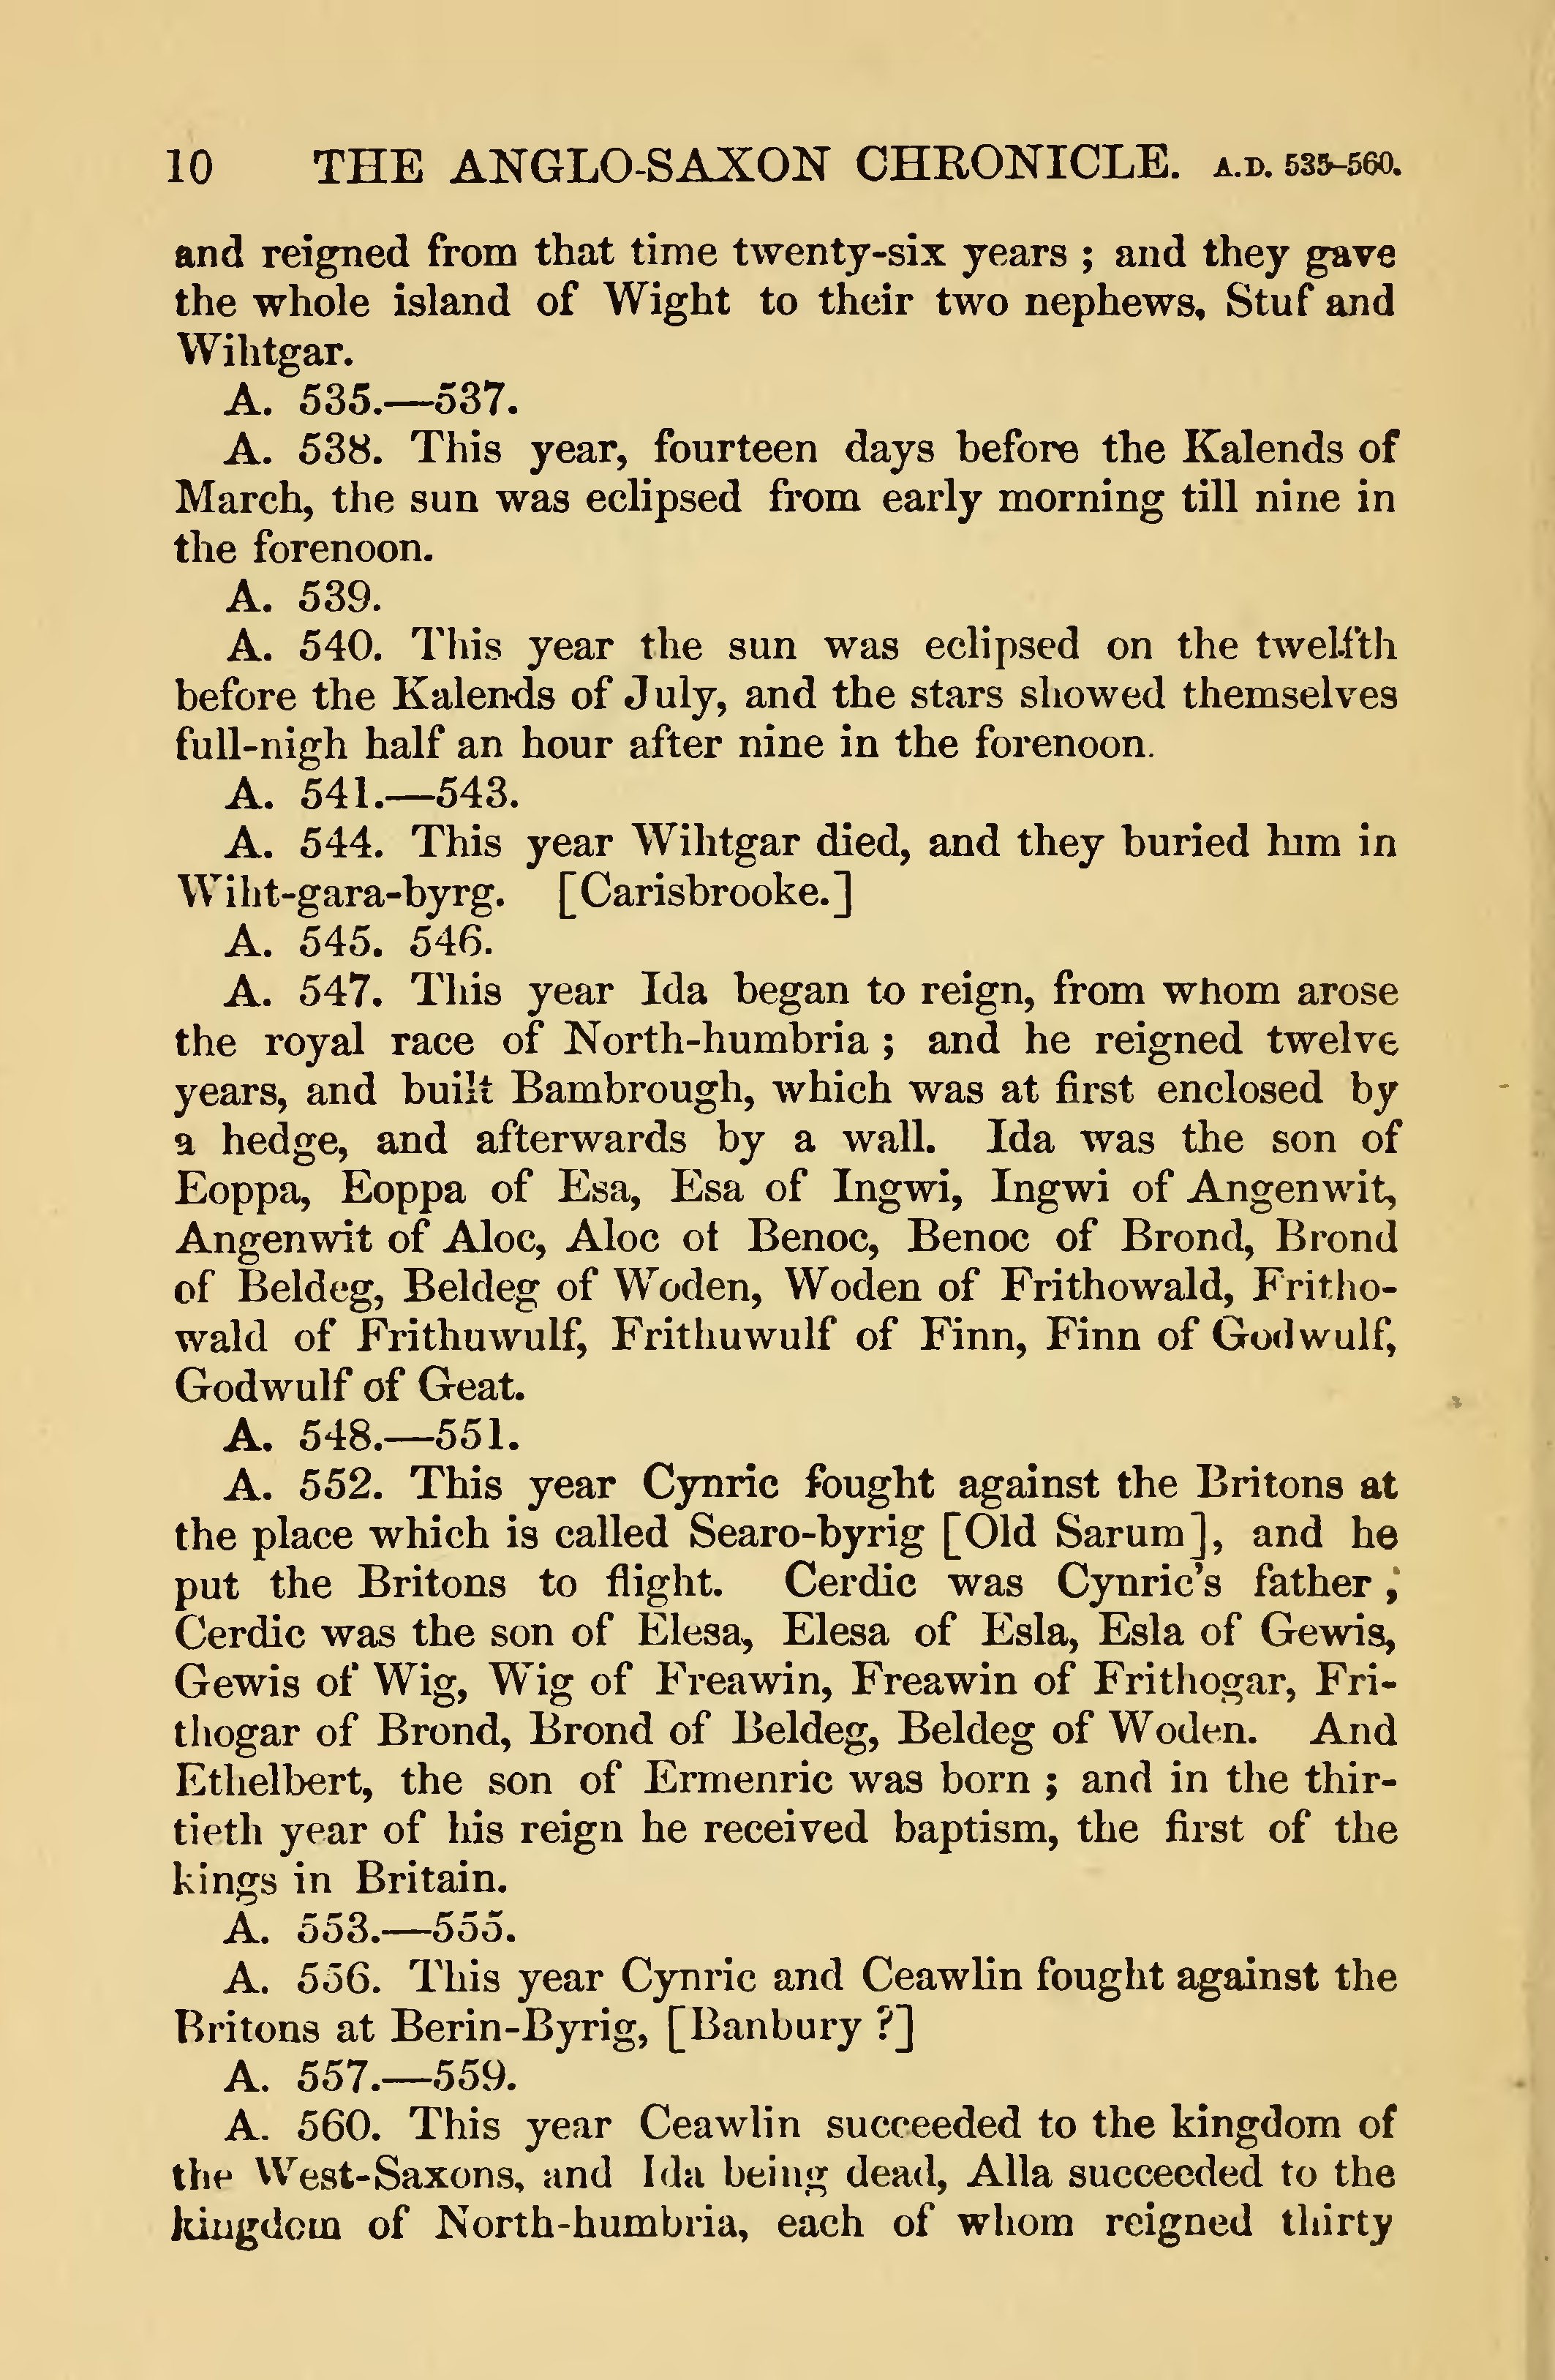 10 THE ANGLO-SAXON CHRONICLE. A.D. 535-560.
and reigned from that time twenty-six years ; and they gave
the whole island of Wight to their two nephews, Stuf and
Wihtgar.
A. 535.—537.
A. 538. This year, fourteen days before the Kalends of
March, the sun was eclipsed from early morning till nine in
the forenoon.
A. 539.
A. 540. This year the sun was eclipsed on the twelfth
before the Kalends of July, and the stars showed themselves
full-nigh half an hour after nine in the forenoon.
A. 541.—543.
A. 544. This year Wihtgar died, and they buried him in
Wiht-gara-byrg. [Carisbrooke.]
A. 545. 546.
A. 547. This year Ida began to reign, from whom arose
the royal race of North-humbria ; and he reigned twelve
years, and built Bambrough, which was at first enclosed by
a hedge, and afterwards by a wall. Ida was the son of
Eoppa, Eoppa of Esa, Esa of Ingwi, Ingwi of Angenwit,
Angenwit of Aloc, Aloc of Benoc, Benoc of Brond, Brond
of Beldeg, Beldeg of Woden, Woden of Frithowald, Fritho-
wald of Frithuwulf, Frithuwulf of Finn, Finn of Godwulf,
Godwulf of Geat.
A. 548.—551.
A. 552. This year Cynric fought against the Britons at
the place which is called Searo-byrig [Old Sarum], and he
put the Britons to flight. Cerdic was Cynric's father ;
Cerdic was the son of Elesa, Elesa of Esla, Esla of Gewis,
Gewis of Wig, Wig of Freawin, Freawin of Frithogar, Fri-
thogar of Brond, Brond of Beldeg, Beldeg of Woden. And
Ethelbert, the son of Ermenric was born ; and in the thir-
tieth year of his reign he received baptism, the first of the
kings in Britain.
A. 553.—555.
A. 556. This year Cynric and Ceawlin fought against the
Britons at Berin-Byrig, [Banbury ?]
A. 557.—559.
A. 560. This year Ceawlin succeeded to the kingdom of
the West-Saxons, and Ida being dead, Alla succeeded to the
kingdom of North-humbria, each of whom reigned thirty